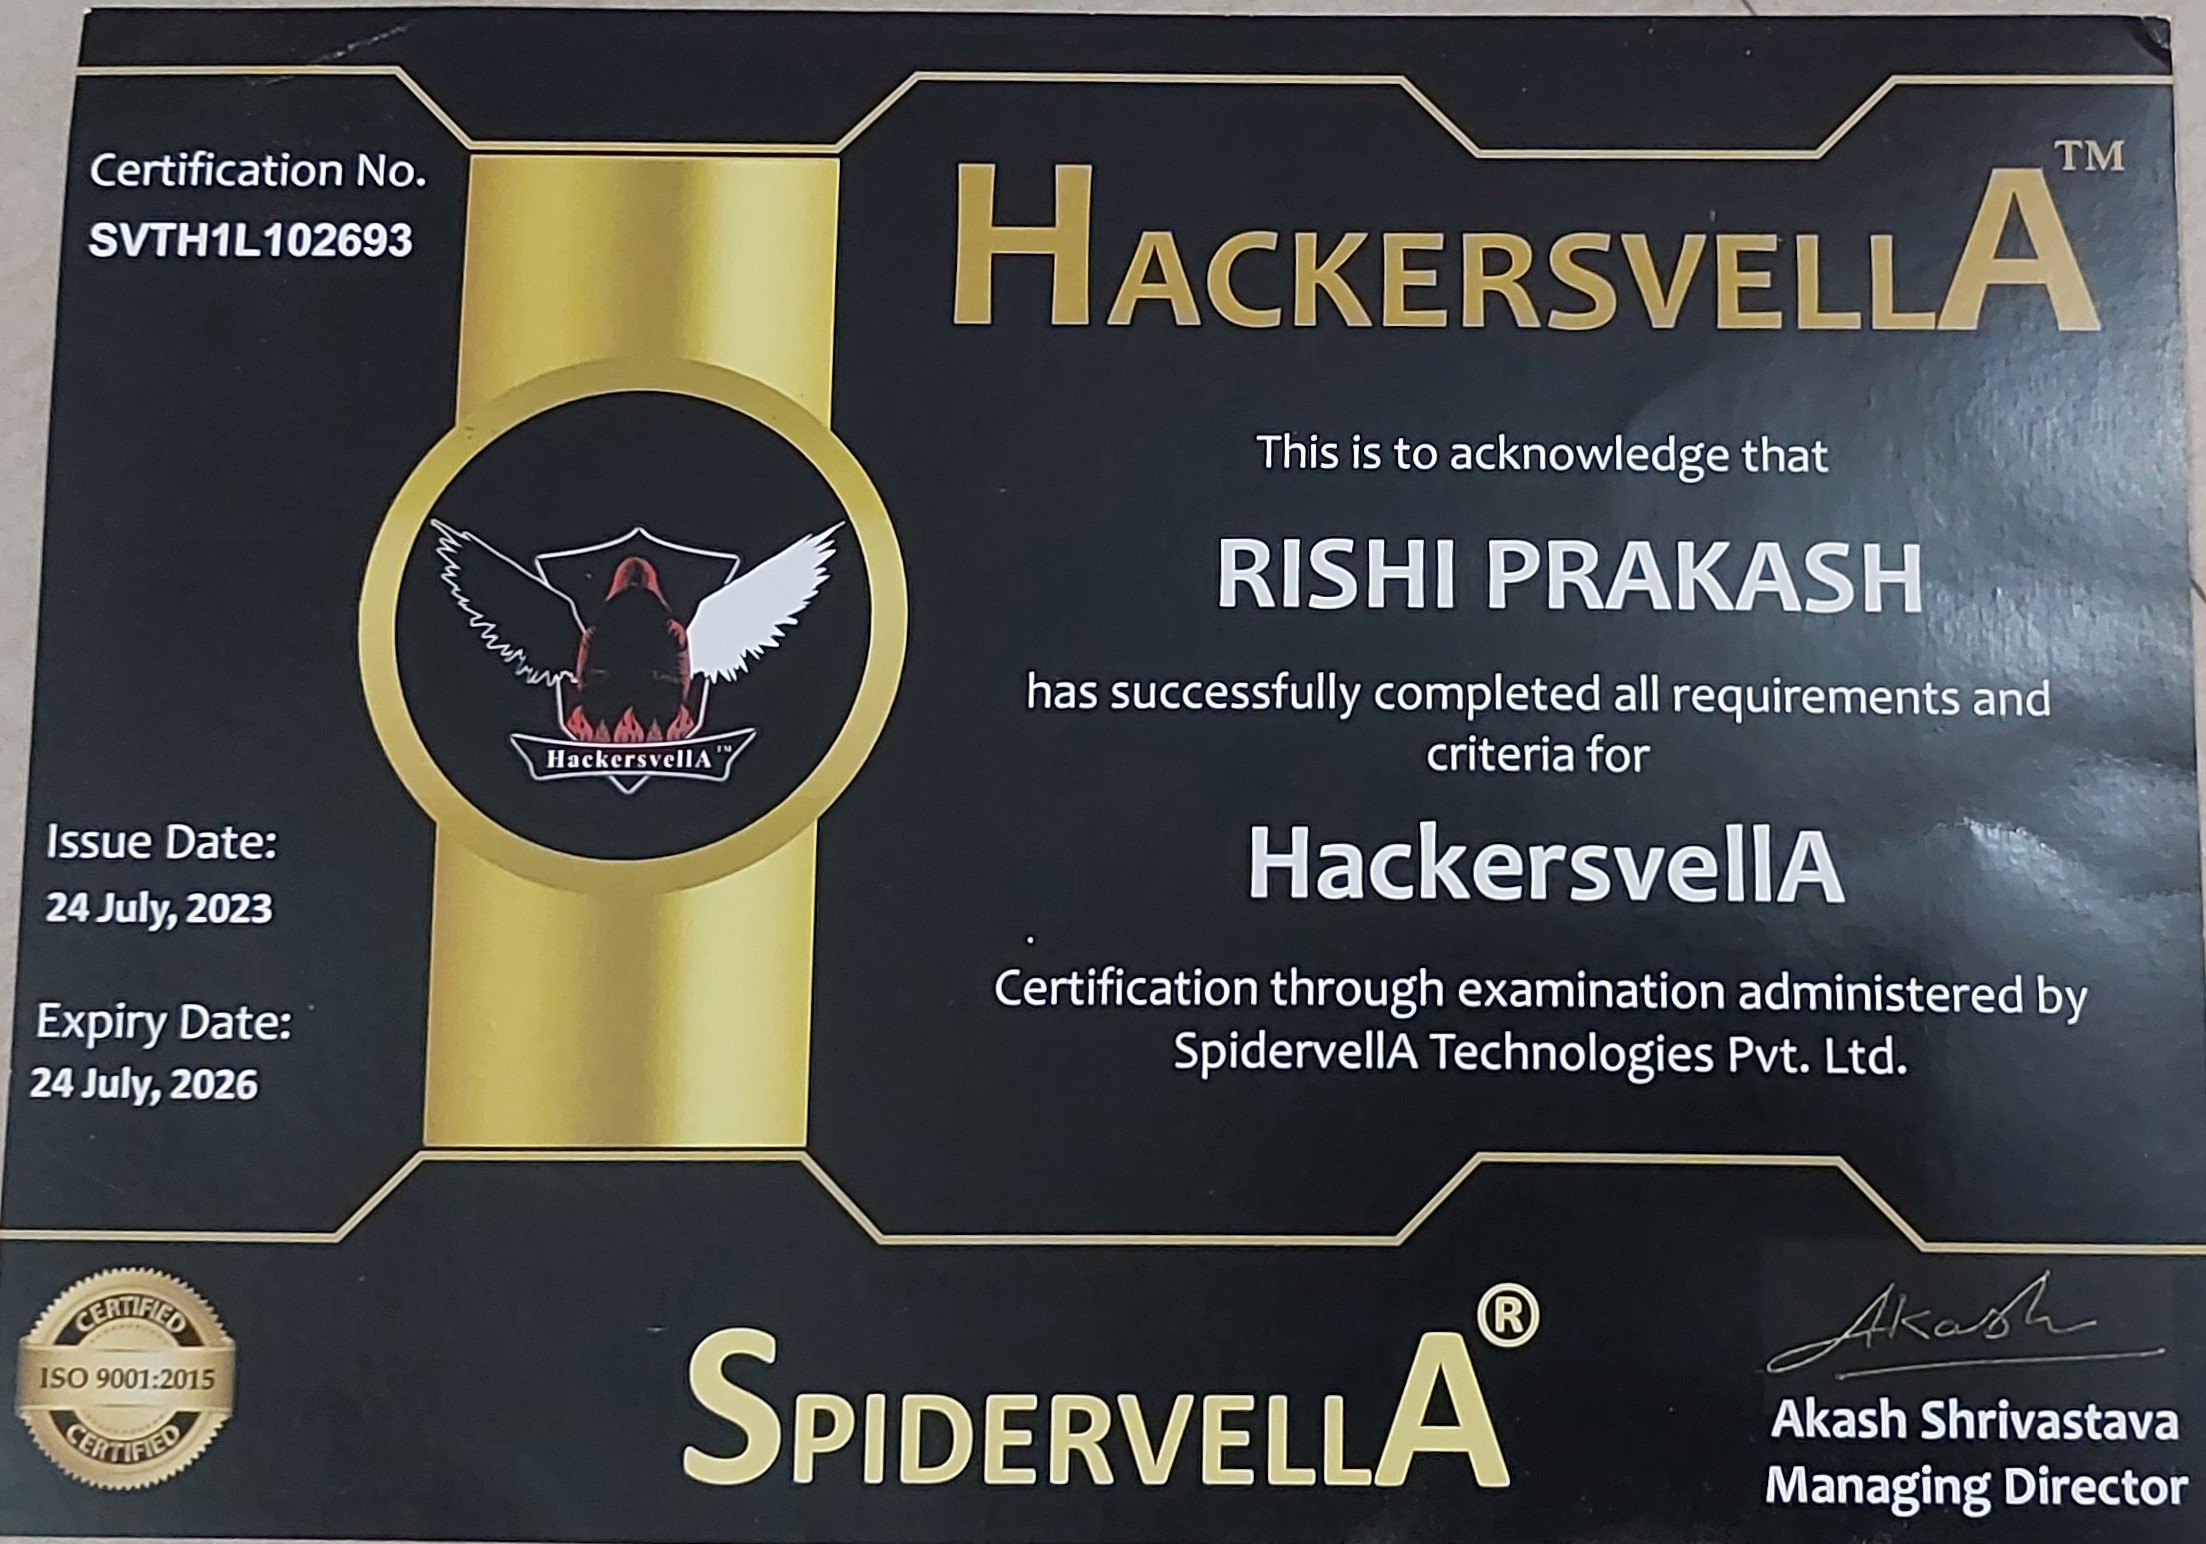 Certification No.
SVTH1L102693
HACKERSVELLA™
This is to acknowledge that
RISHI PRAKASH
has successfully completed all requirements and
criteria for
HackersvellA
Certification through examination administered by
SpidervellA Technologies Pvt. Ltd.
HackersvellA™
Issue Date:
24 July, 2023
Expiry Date:
24 July, 2026
CERTIFIED
ISO 9001:2015
CERTIFIED
SPIDERVELLA®
Akash
Akash Shrivastava
Managing Director